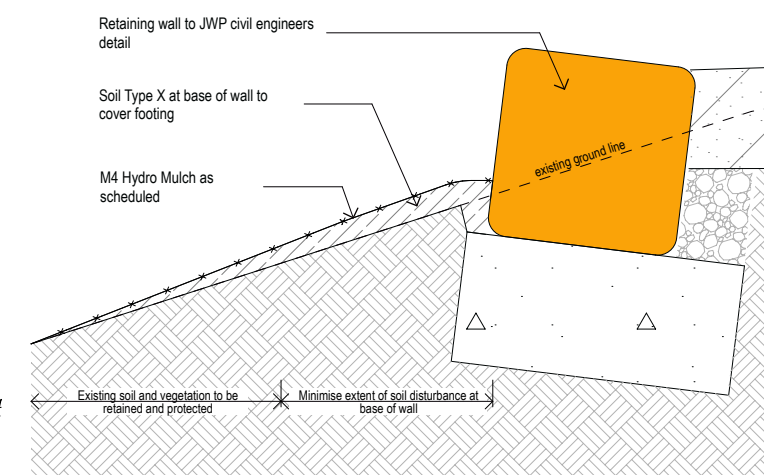 Retaining wall to JWP civil engineers
detail
Soil Type X at base of wall to
cover footing
M4 Hydro Mulch as
scheduled
existing ground line
Existing soil and vegetation to be
retained and protected
Minimise extent of soil disturbance at
base of wall